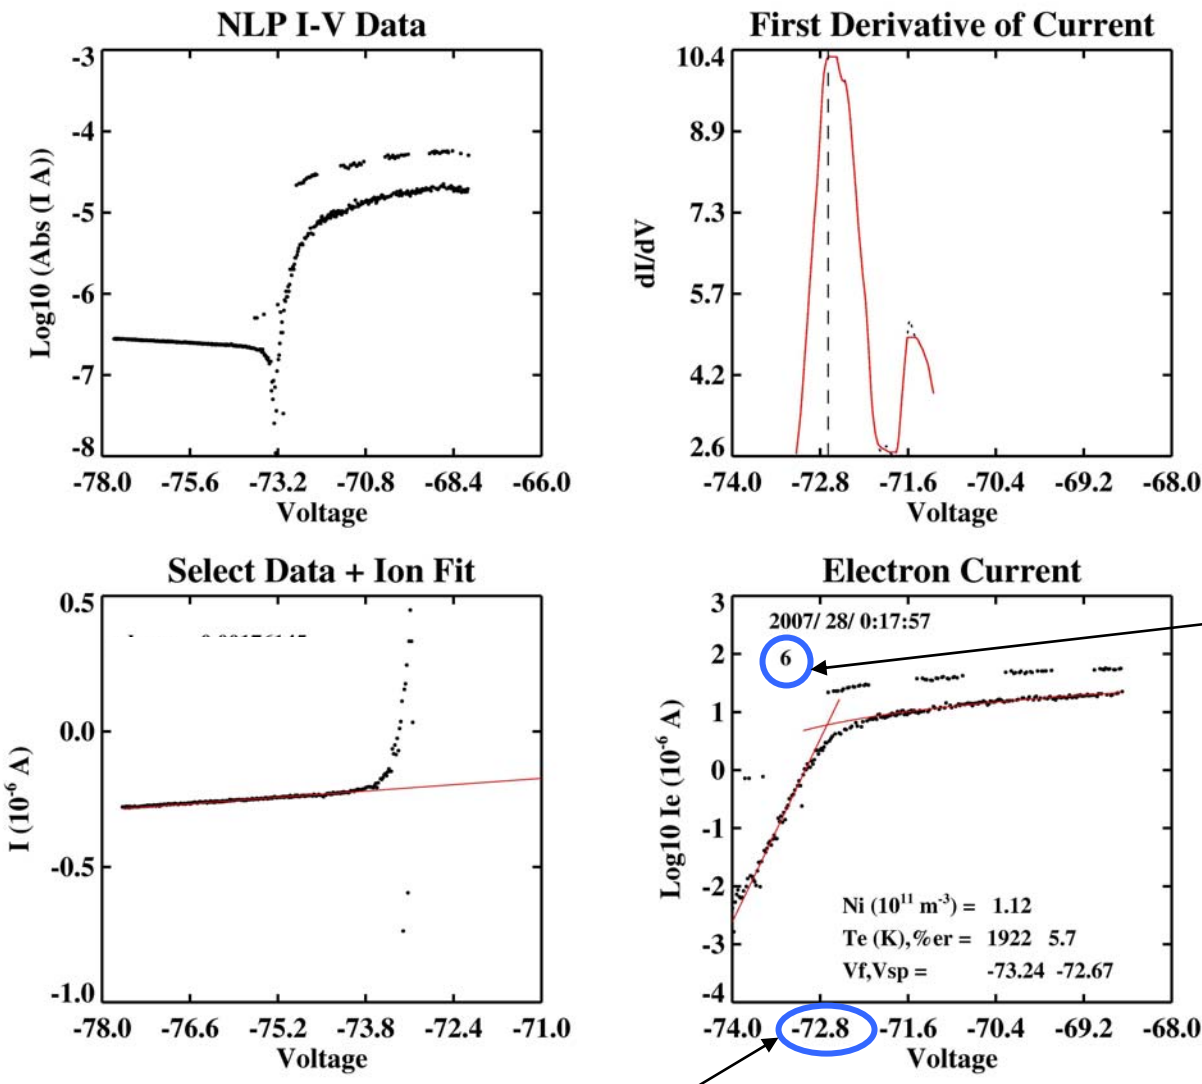 NLP I-V Data
-3
-4
-5
-6
-7
-8
Log10 (Abs (I A))
-78.0 -75.6 -73.2 -70.8 -68.4 -66.0
Voltage
First Derivative of Current
10.4
8.9
7.3
5.7
4.2
2.6
dI/dV
-74.0 -72.8 -71.6 -70.4 -69.2 -68.0
Voltage
Select Data + Ion Fit
0.5
0.0
-0.5
-1.0
I (10⁻⁶ A)
-78.0 -76.6 -75.2 -73.8 -72.4 -71.0
Voltage
Electron Current
3
2
1
0
-1
-2
-3
-4
Log10 Ie (10⁻⁶ A)
2007/ 28/ 0:17:57
6
Ni (10¹¹ m⁻³) = 1.12
Te (K),%er = 1922 5.7
Vf,Vsp = -73.24 -72.67
-74.0 -72.8 -71.6 -70.4 -69.2 -68.0
Voltage